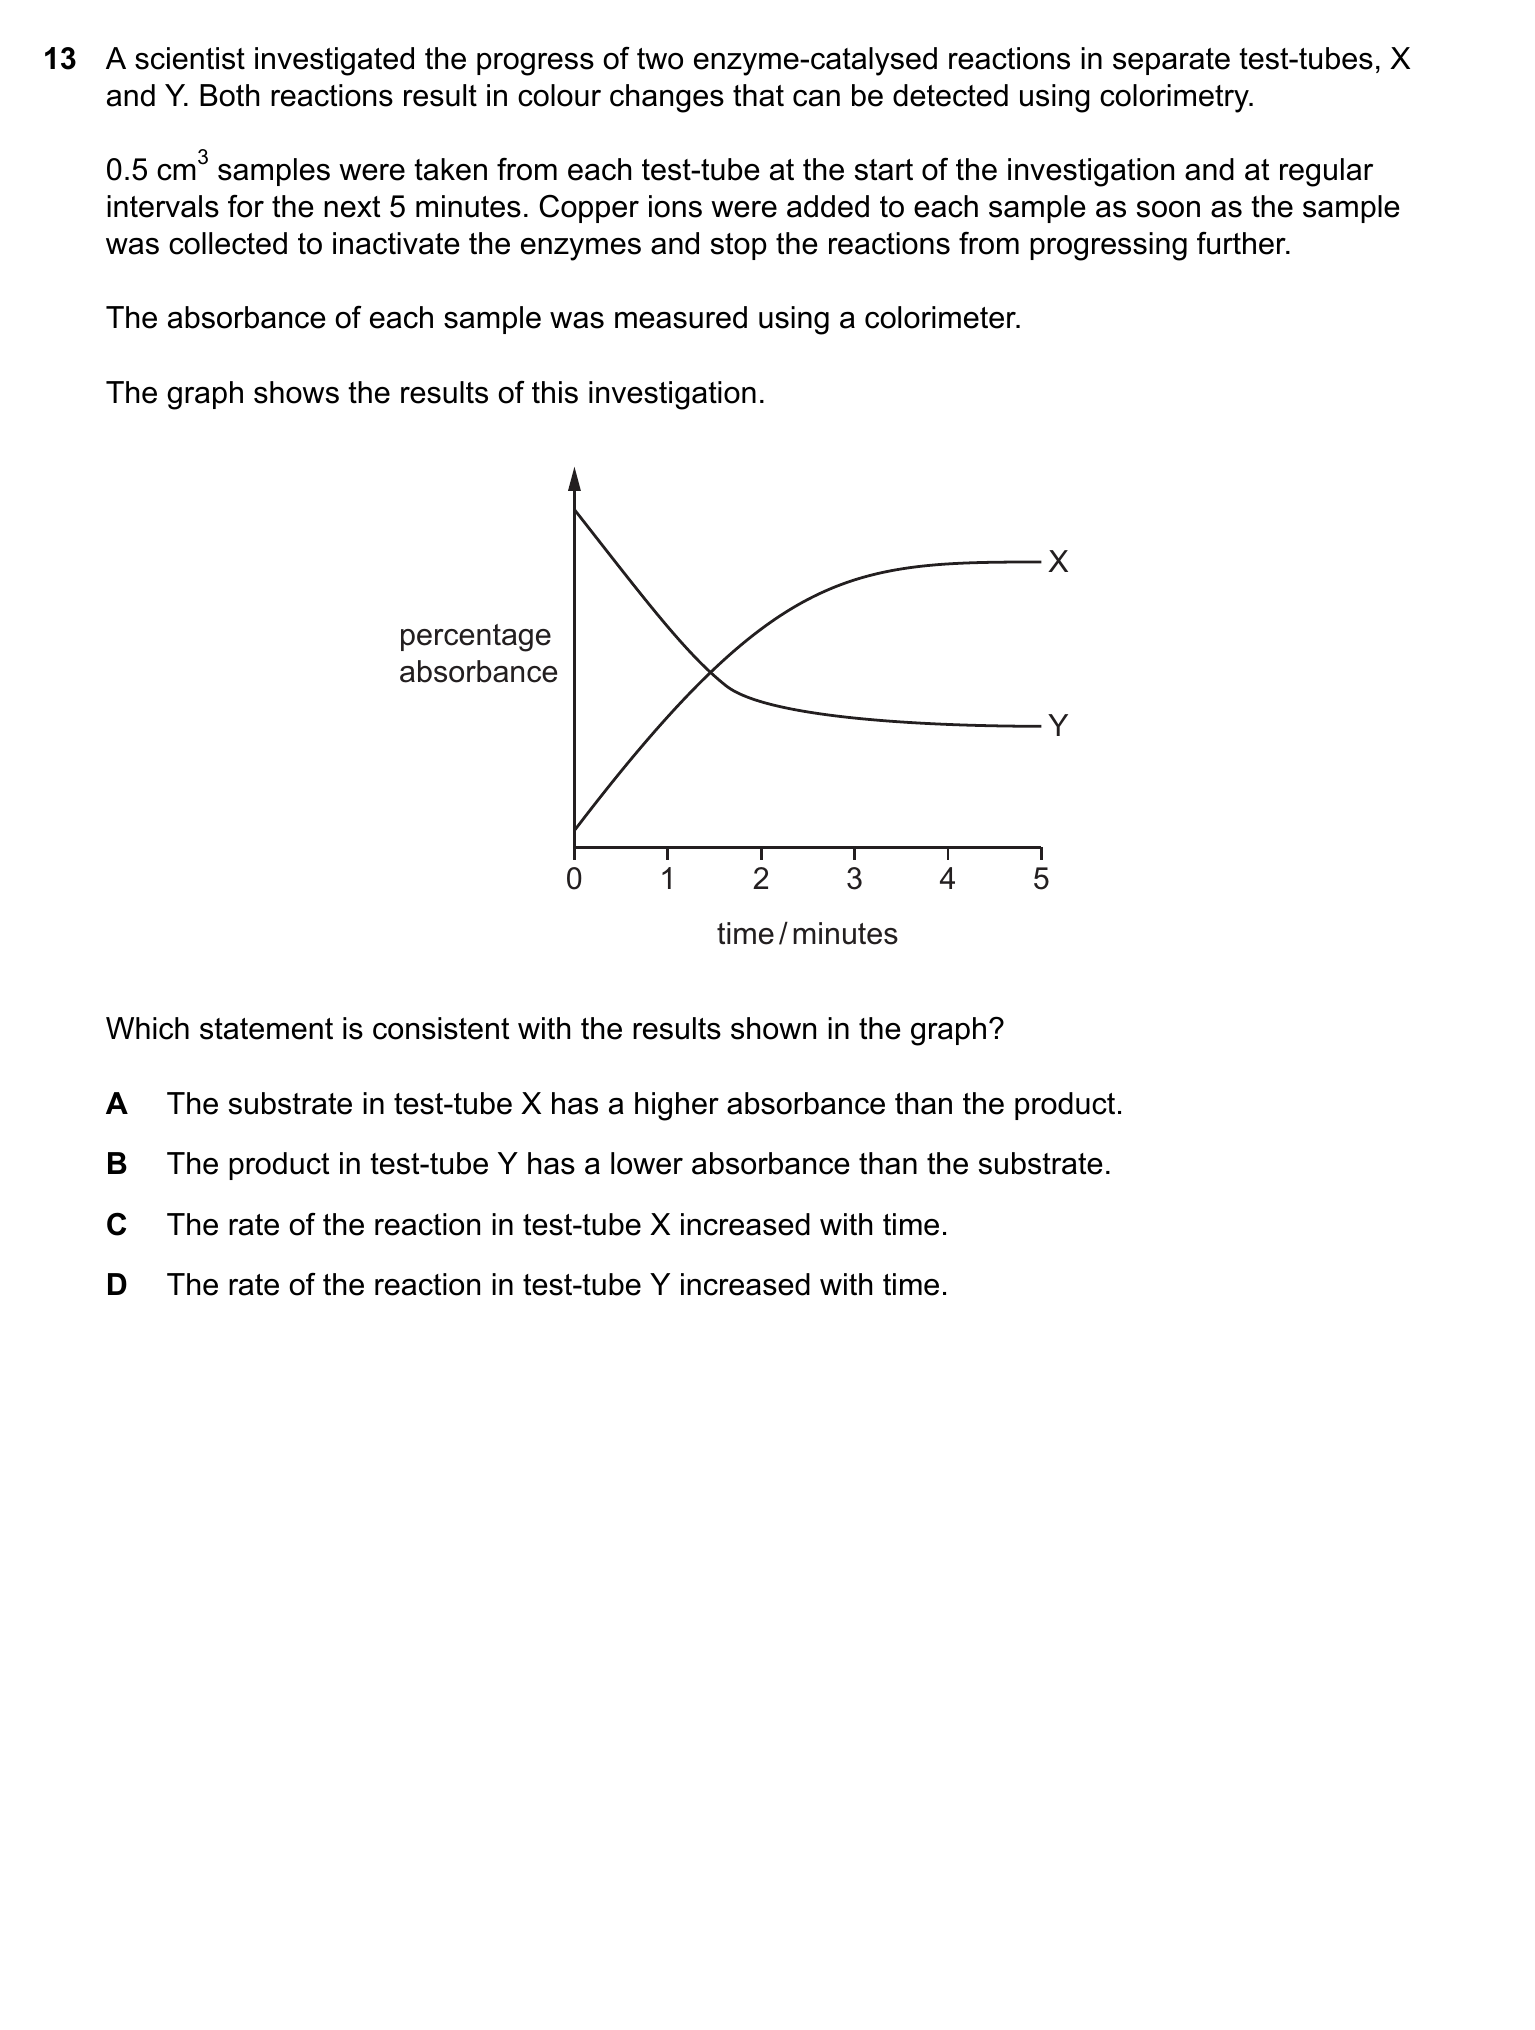 13 A scientist investigated the progress of two enzyme-catalysed reactions in separate test-tubes, X
and Y. Both reactions result in colour changes that can be detected using colorimetry.
0.5 cm³ samples were taken from each test-tube at the start of the investigation and at regular
intervals for the next 5 minutes. Copper ions were added to each sample as soon as the sample
was collected to inactivate the enzymes and stop the reactions from progressing further.
The absorbance of each sample was measured using a colorimeter.
The graph shows the results of this investigation.
X
percentage
absorbance
Y
0 1 2 3 4 5
time / minutes
Which statement is consistent with the results shown in the graph?
A The substrate in test-tube X has a higher absorbance than the product.
B The product in test-tube Y has a lower absorbance than the substrate.
C The rate of the reaction in test-tube X increased with time.
D The rate of the reaction in test-tube Y increased with time.